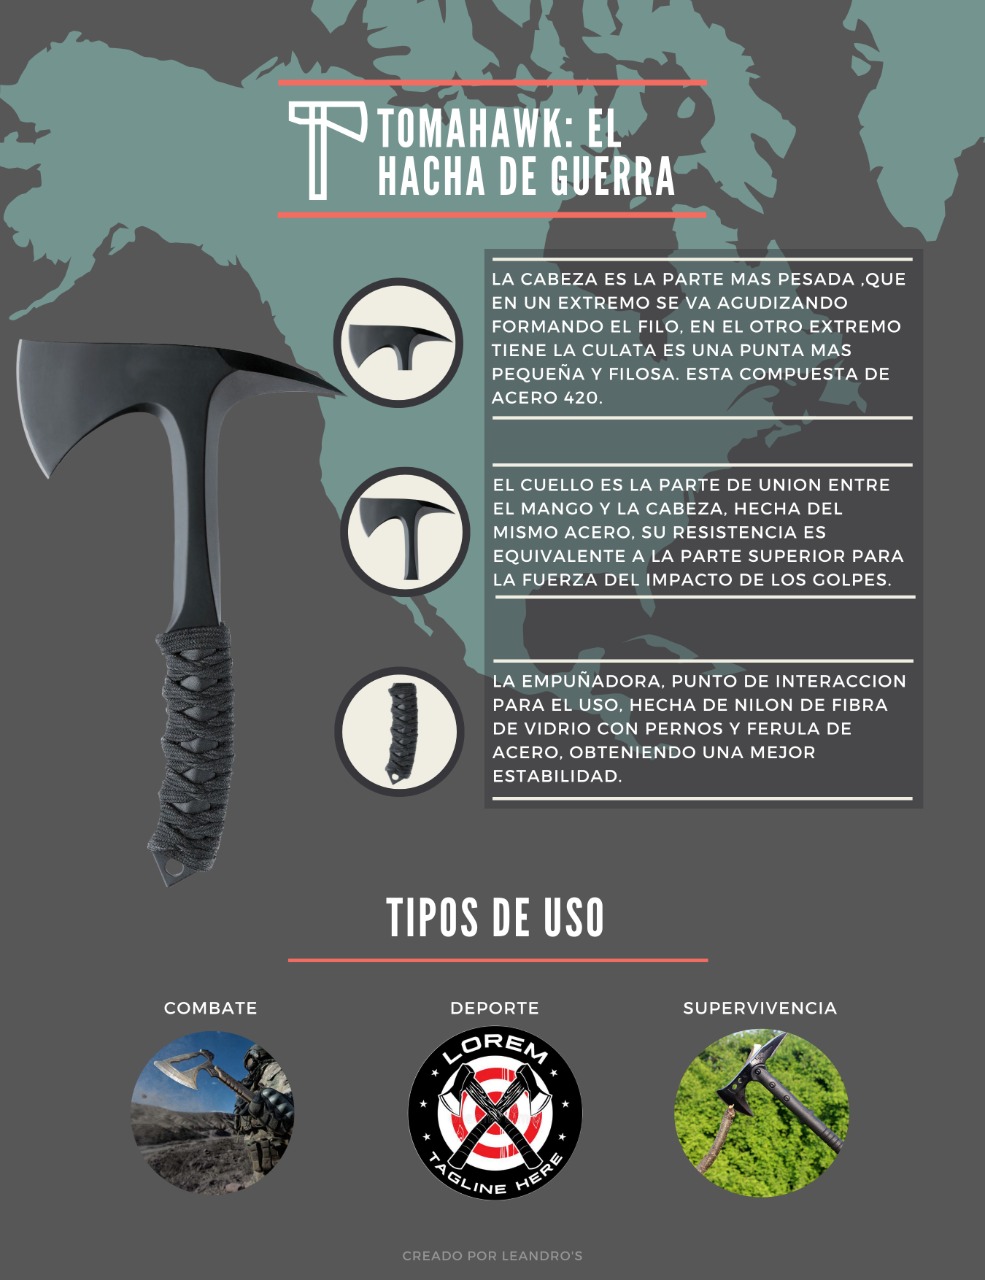 TOMAHAWK: EL
HACHA DE GUERRA
LA CABEZA ES LA PARTE MAS PESADA ,QUE
EN UN EXTREMO SE VA AGUDIZANDO
FORMANDO EL FILO, EN EL OTRO EXTREMO
TIENE LA CULATA ES UNA PUNTA MAS
PEQUEÑA Y FILOSA. ESTA COMPUESTA DE
ACERO 420.
EL CUELLO ES LA PARTE DE UNION ENTRE
EL MANGO Y LA CABEZA, HECHA DEL
MISMO ACERO, SU RESISTENCIA ES
EQUIVALENTE A LA PARTE SUPERIOR PARA
LA FUERZA DEL IMPACTO DE LOS GOLPES.
LA EMPUÑADORA, PUNTO DE INTERACCION
PARA EL USO, HECHA DE NILON DE FIBRA
DE VIDRIO CON PERNOS Y FERULA DE
ACERO, OBTENIENDO UNA MEJOR
ESTABILIDAD.
TIPOS DE USO
COMBATE
DEPORTE
SUPERVIVENCIA
LOREM
TAGLINE HERE
CREADO POR LEANDRO'S